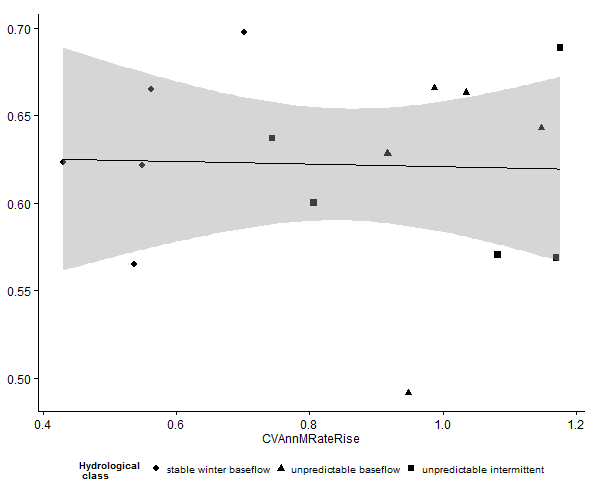 0.70
0.65
0.60
0.55
0.50
0.4 0.6 0.8 1.0 1.2
CVAnnMRateRise
Hydrological class stable winter baseflow unpredictable baseflow unpredictable intermittent